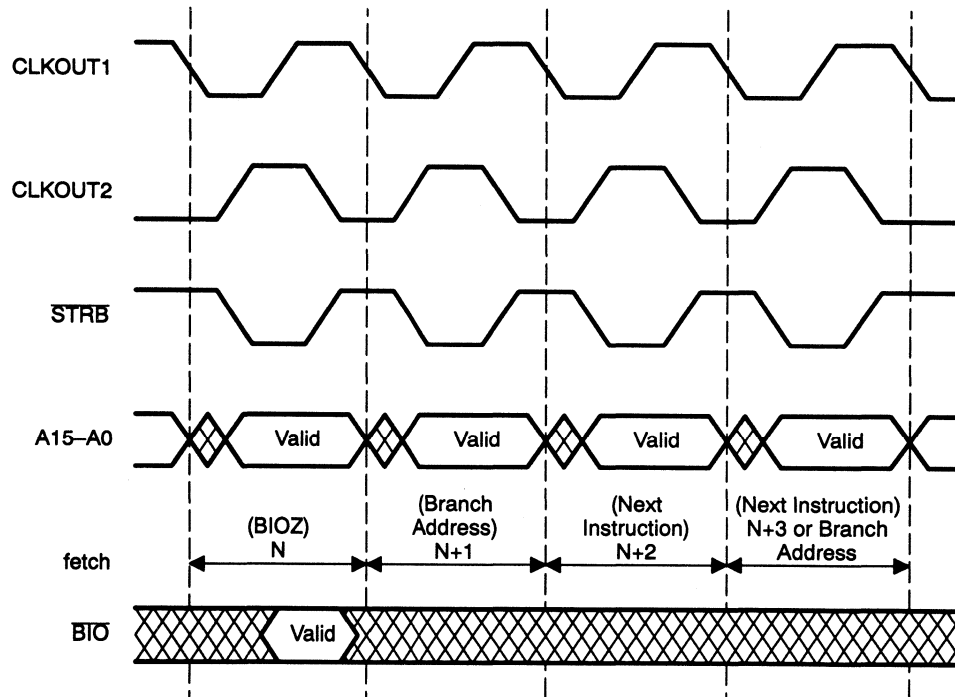 CLKOUT1
CLKOUT2
STRB
A15–A0
Valid
Valid
Valid
Valid
fetch
(BIOZ)
N
(Branch
Address)
N+1
(Next
Instruction)
N+2
(Next Instruction)
N+3 or Branch
Address
BIO
Valid